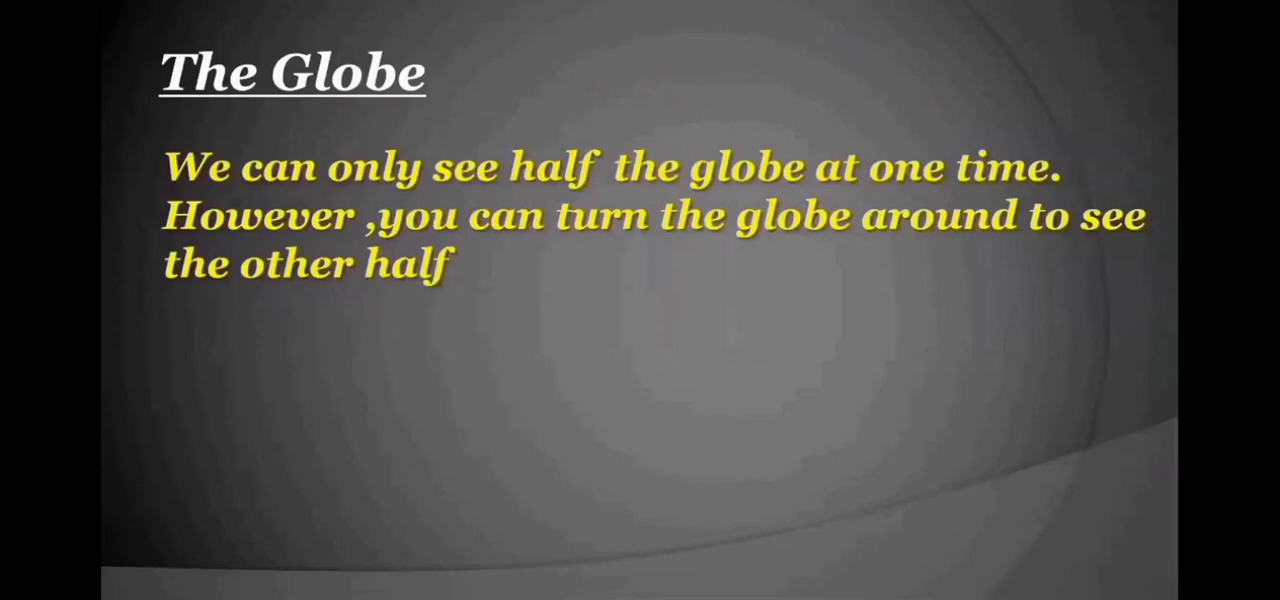 The Globe
We can only see half the globe at one time.
However ,you can turn the globe around to see
the other half